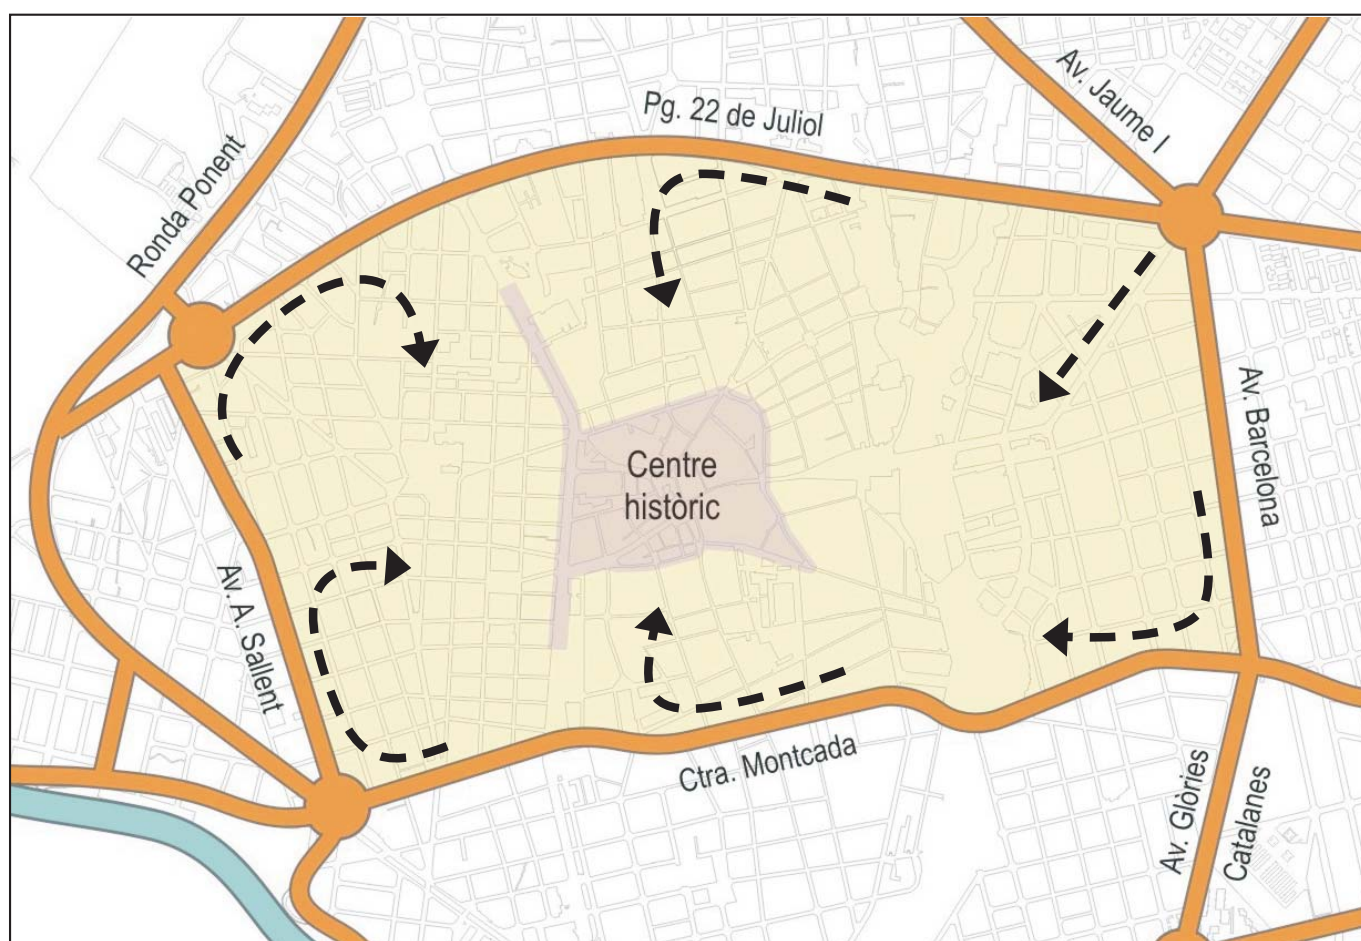 Pg. 22 de Juliol
Av. Jaume I
Ronda Ponent
Av. Barcelona
Centre
històric
Av. A. Sallent
Ctra. Montcada
Av. Glòries
Catalanes